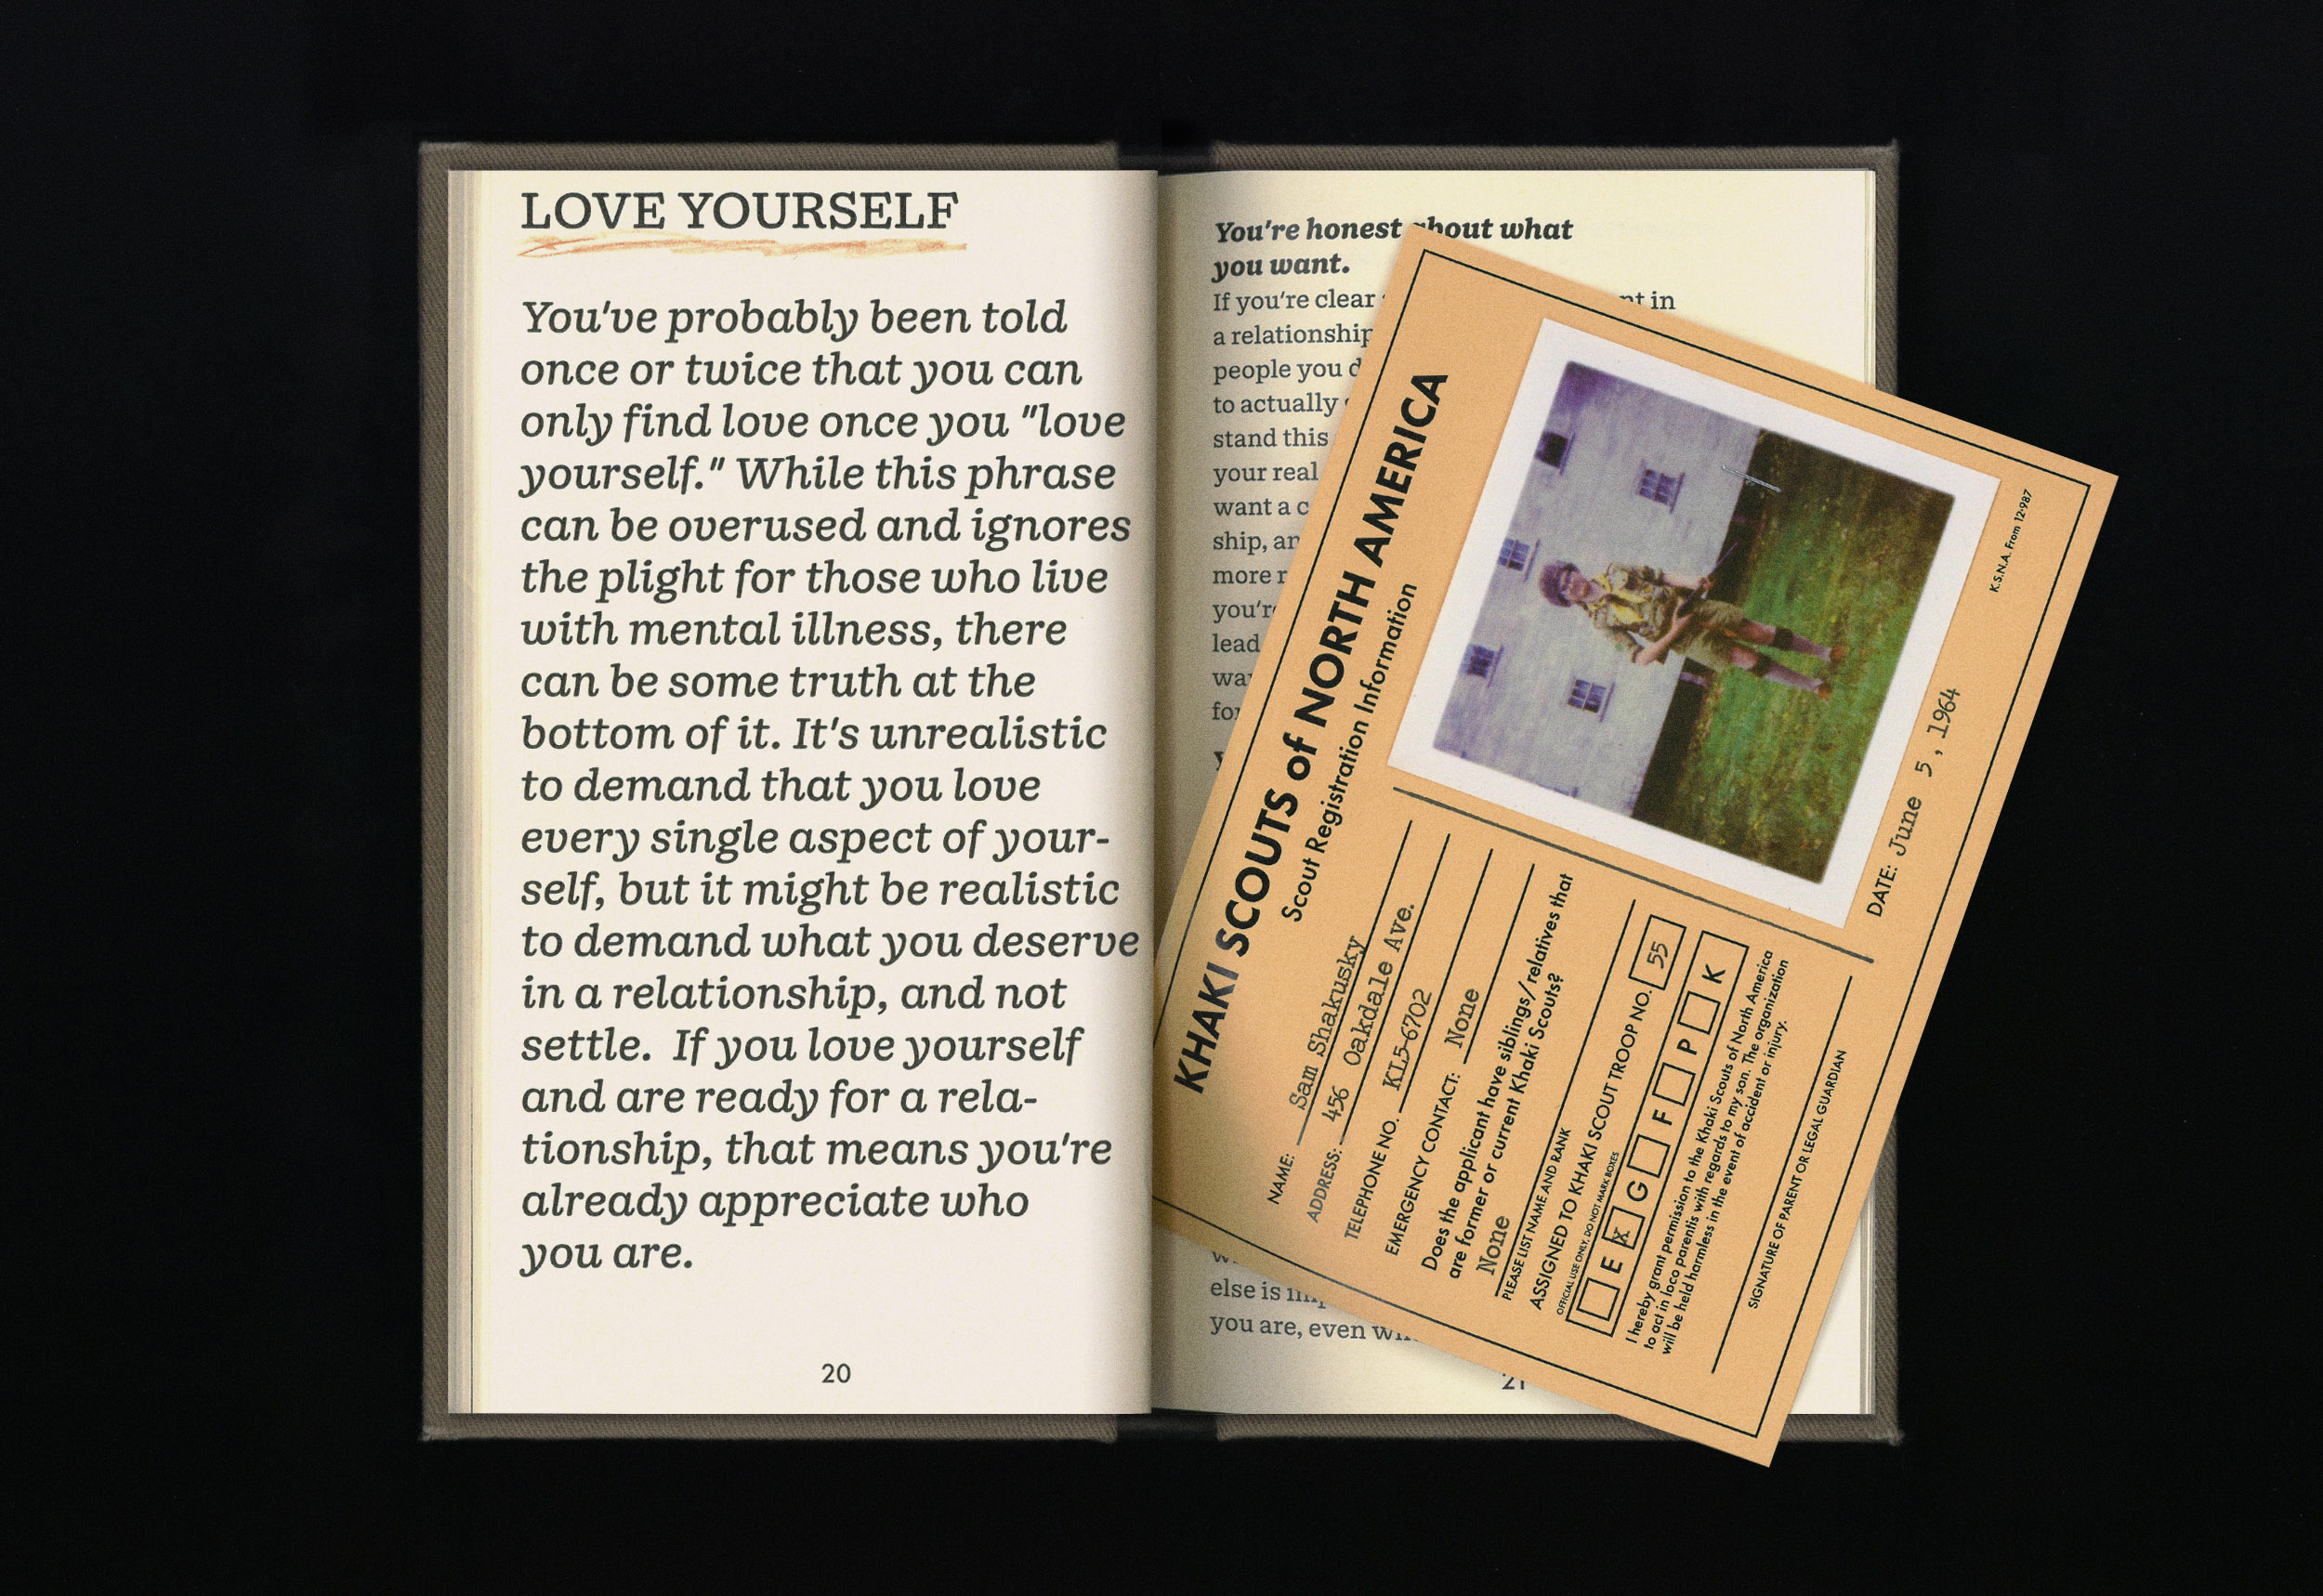 LOVE YOURSELF
You've probably been told
once or twice that you can
only find love once you "love
yourself." While this phrase
can be overused and ignores
the plight for those who live
with mental illness, there
can be some truth at the
bottom of it. It's unrealistic
to demand that you love
every single aspect of your-
self, but it might be realistic
to demand what you deserve
in a relationship, and not
settle. If you love yourself
and are ready for a rela-
tionship, that means you're
already appreciate who
you are.
20
You're honest about what
you want.
If you're clear in
a relationship
people you
to actually
stand this
your real
want a
ship,
more
you're
lead
else is
you are, even
21
KHAKI SCOUTS of NORTH AMERICA
Scout Registration Information
NAME: Sam Shakusky
ADDRESS: 456 Oakdale Ave.
TELEPHONE NO. KL5-6702
EMERGENCY CONTACT: None
Does the applicant have siblings/relatives that
are former or current Khaki Scouts?
None
PLEASE LIST NAME AND RANK
ASSIGNED TO KHAKI SCOUT TROOP NO. 55
OFFICIAL USE ONLY. DO NOT MARK BOXES
E X G F P K
I hereby grant permission to the Khaki Scouts of North America
to act in loco parentis with regards to my son. The organization
will be held harmless in the event of accident or injury.
SIGNATURE OF PARENT OR LEGAL GUARDIAN
DATE: June 5, 1964
K.S.N.A. From 12-987